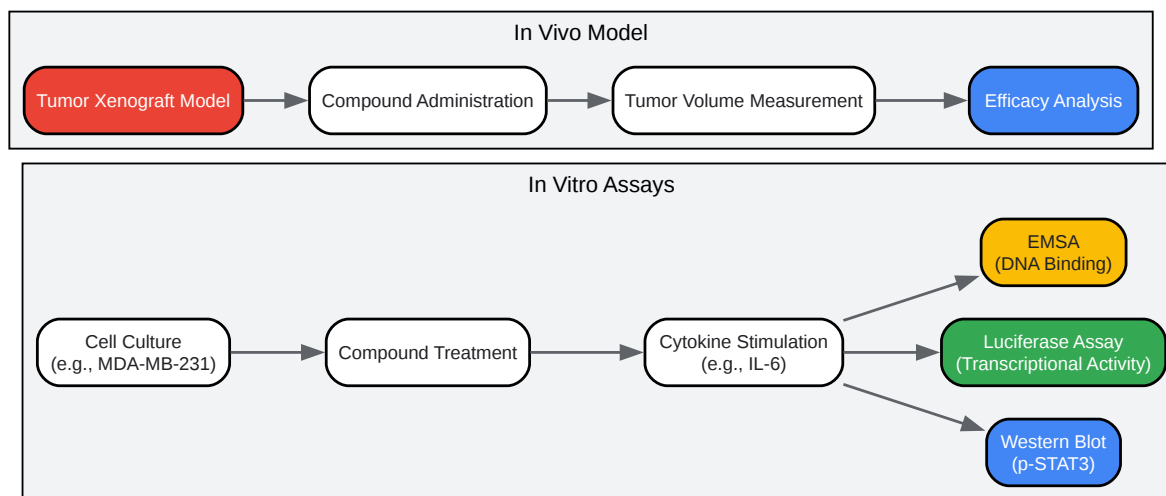 In Vivo Model
Tumor Xenograft Model
Compound Administration
Tumor Volume Measurement
Efficacy Analysis
In Vitro Assays
Cell Culture
(e.g., MDA-MB-231)
Compound Treatment
Cytokine Stimulation
(e.g., IL-6)
EMSA
(DNA Binding)
Luciferase Assay
(Transcriptional Activity)
Western Blot
(p-STAT3)